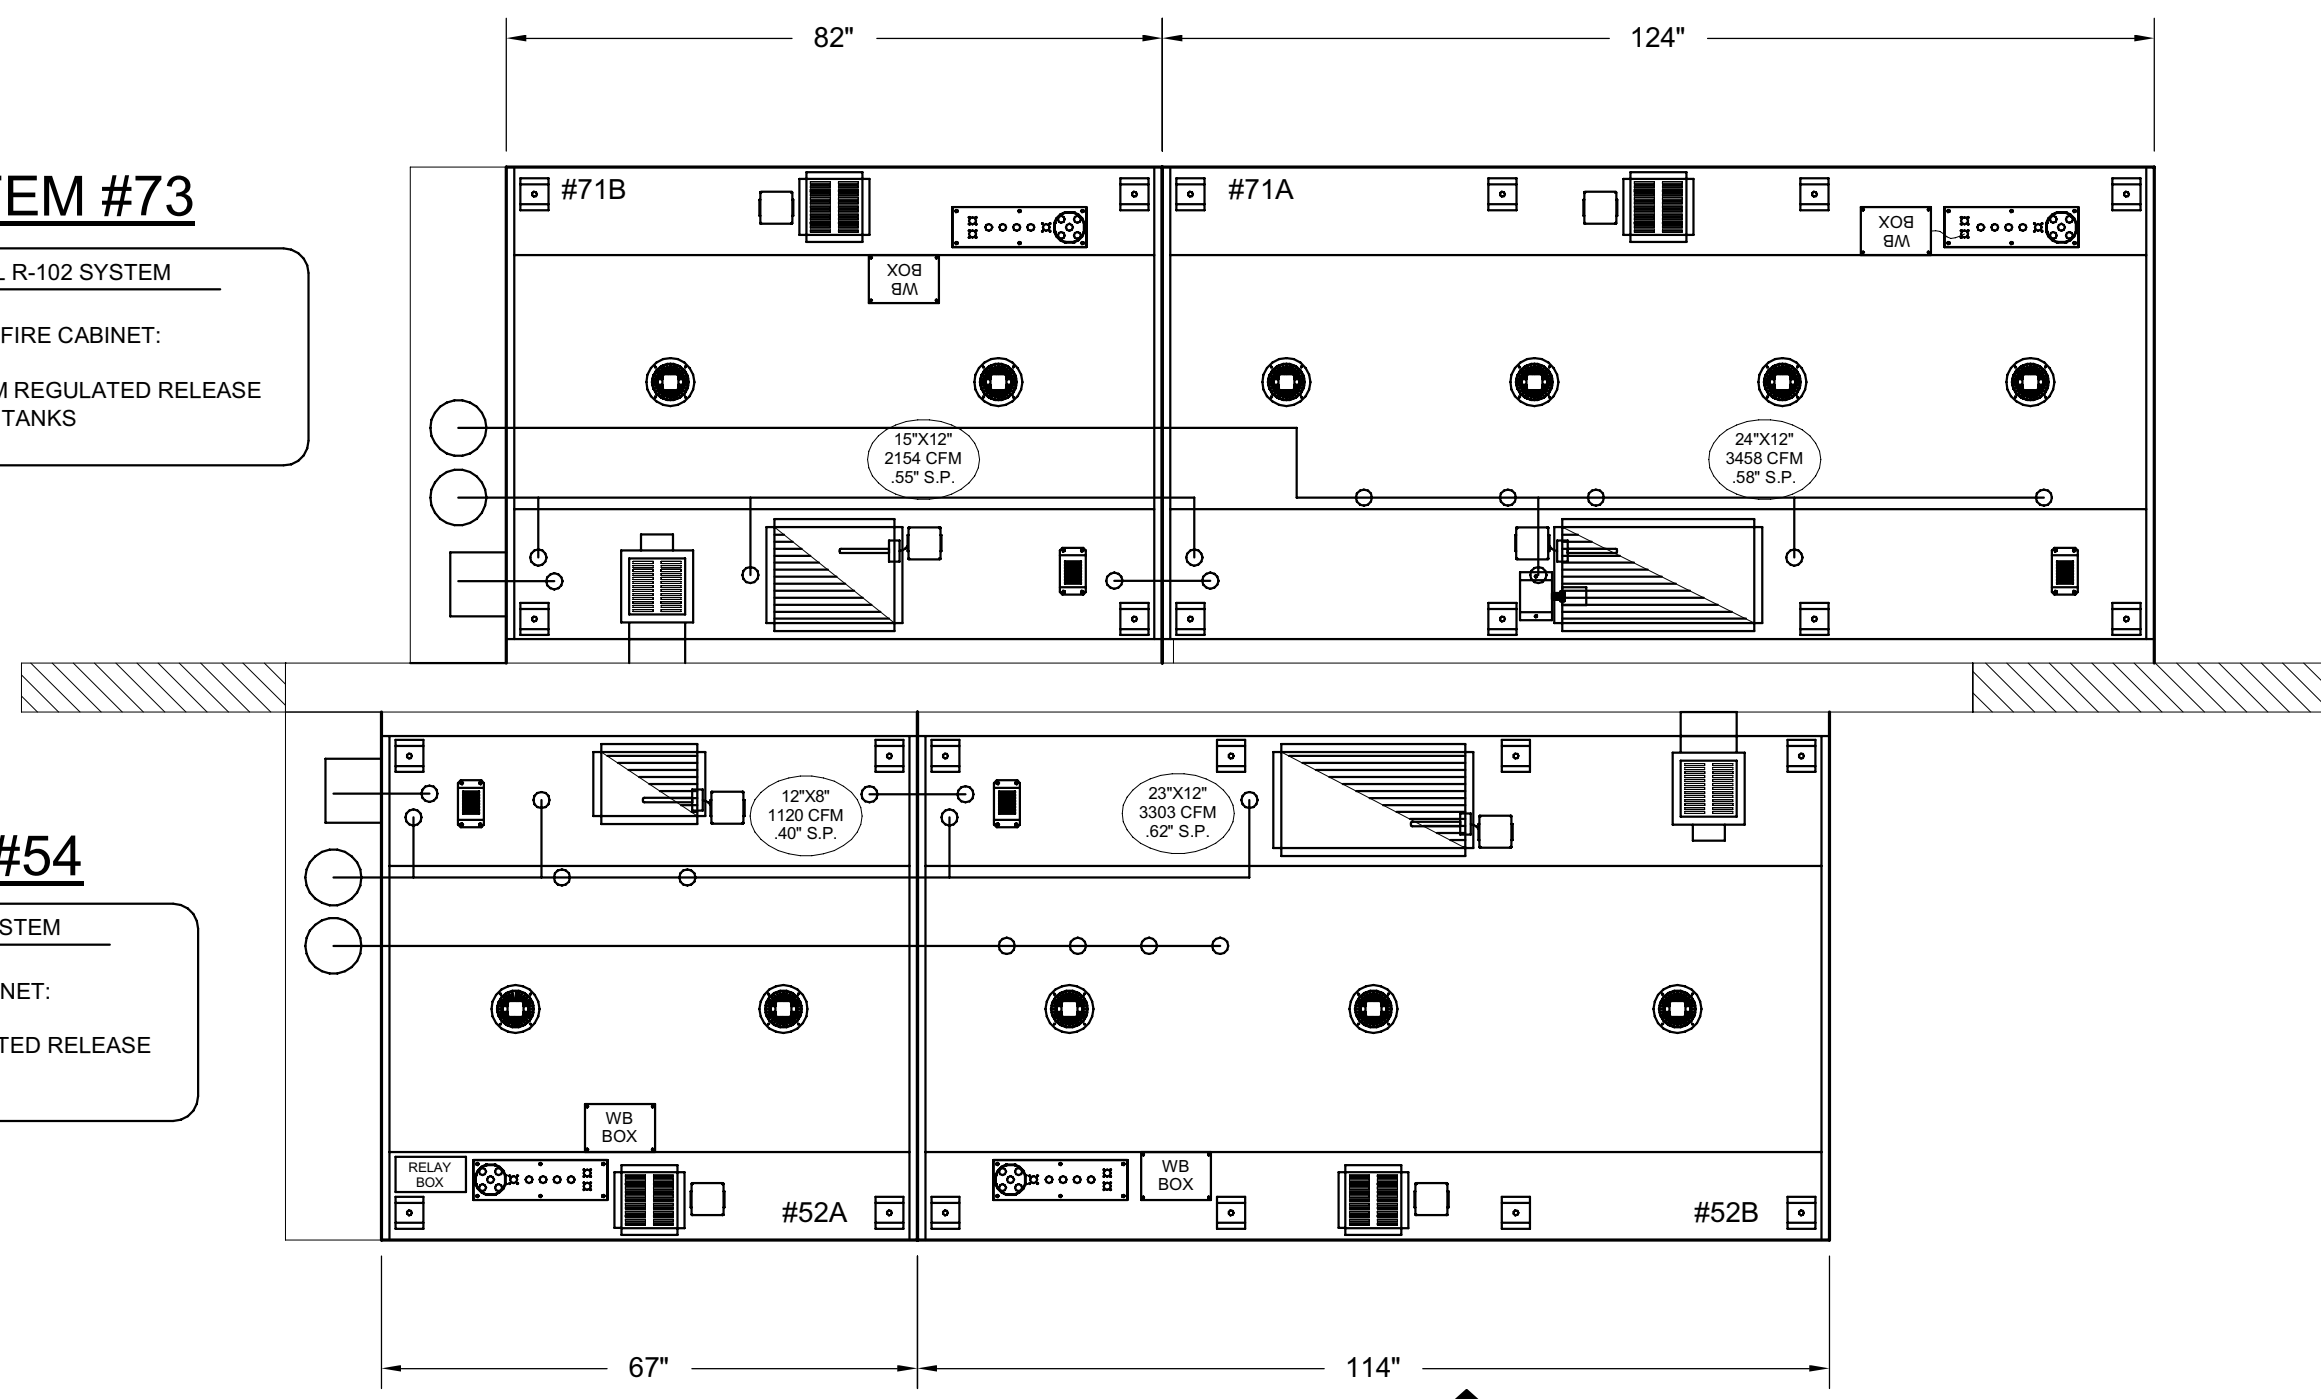 82"
124"
TEM #73
#71B
#71A
BOX
WB
R-102 SYSTEM
FIRE CABINET:
REGULATED RELEASE
TANKS
BOX
WB
15"X12"
2154 CFM
.55" S.P.
24"X12"
3458 CFM
.58" S.P.
12"X8"
1120 CFM
.40" S.P.
23"X12"
3303 CFM
.62" S.P.
#54
STEM
NET:
TED RELEASE
WB
BOX
RELAY
BOX
WB
BOX
#52A
#52B
67"
114"